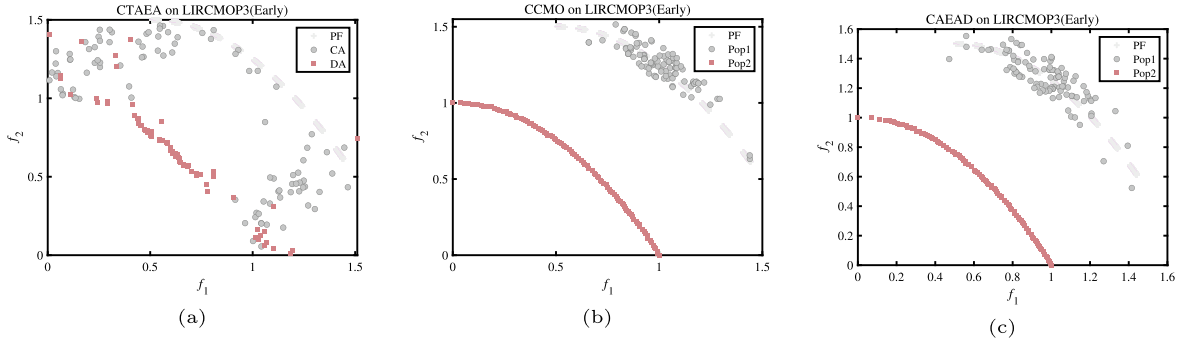 CTAEA on LIRCMOP3(Early)
1.5
1
0.5
0
0
0.5
1
1.5
f2
f1
PF
CA
DA
(a)
CCMO on LIRCMOP3(Early)
1.5
1
0.5
0
0
0.5
1
1.5
f2
f1
PF
Pop1
Pop2
(b)
CAEAD on LIRCMOP3(Early)
1.6
1.4
1.2
1
0.8
0.6
0.4
0.2
0
0
0.2
0.4
0.6
0.8
1
1.2
1.4
1.6
f2
f1
PF
Pop1
Pop2
(c)